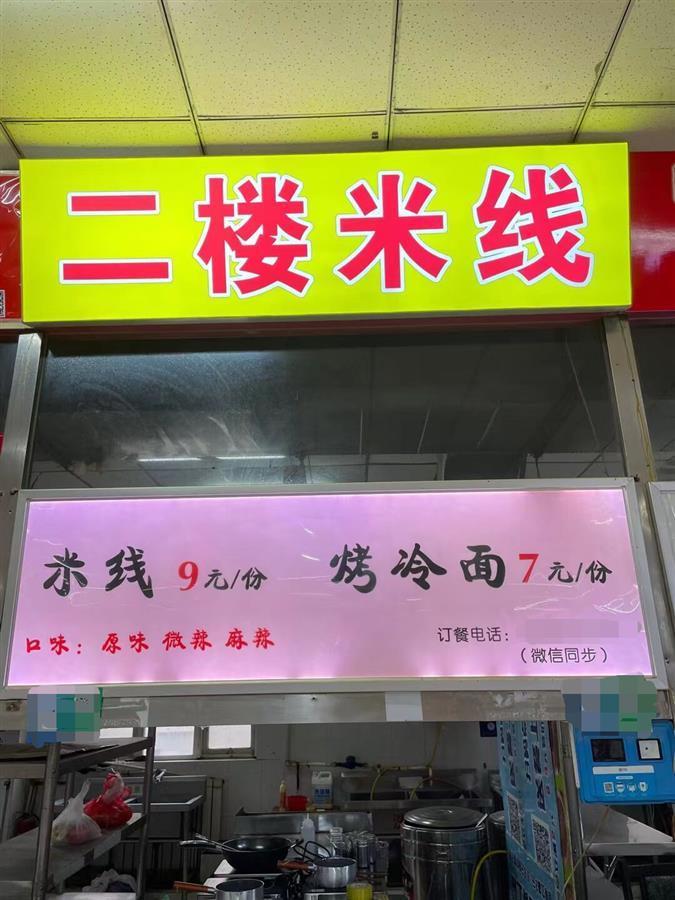 二楼米线
米线 9元/份 烤冷面 7元/份
口味：原味 微辣 麻辣
订餐电话：
（微信同步）